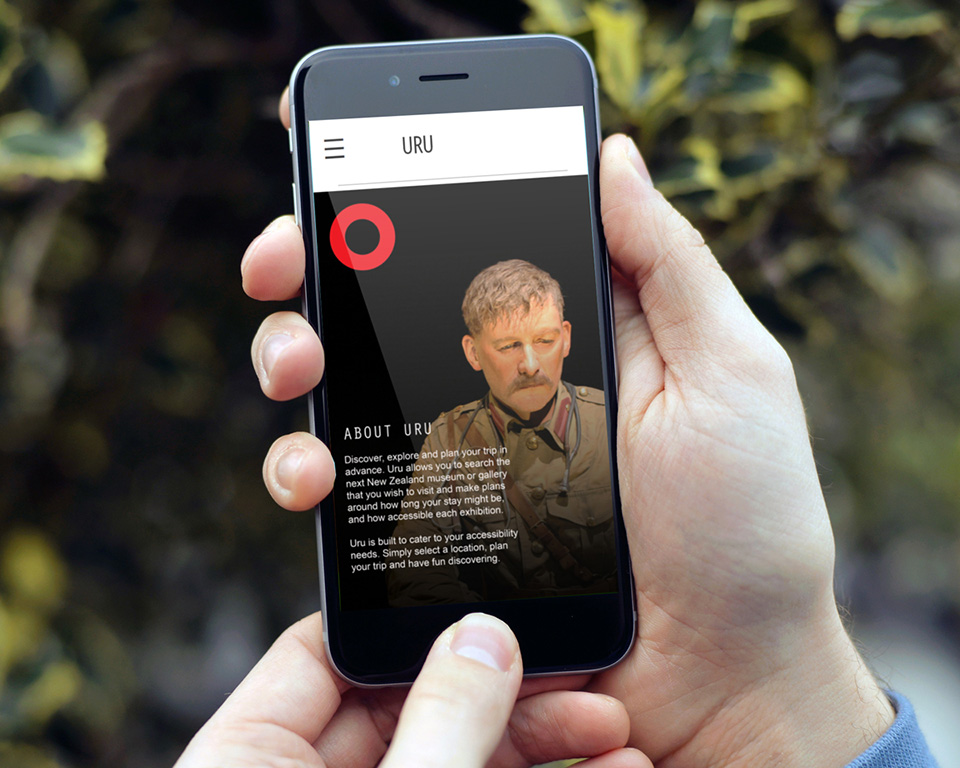 URU
ABOUT URU
Discover, explore and plan your trip in
advance. Uru allows you to search the
next New Zealand museum or gallery
that you wish to visit and make plans
around how long your stay might be,
and how accessible each exhibition.
Uru is built to cater to your accessibility
needs. Simply select a location, plan
your trip and have fun discovering.